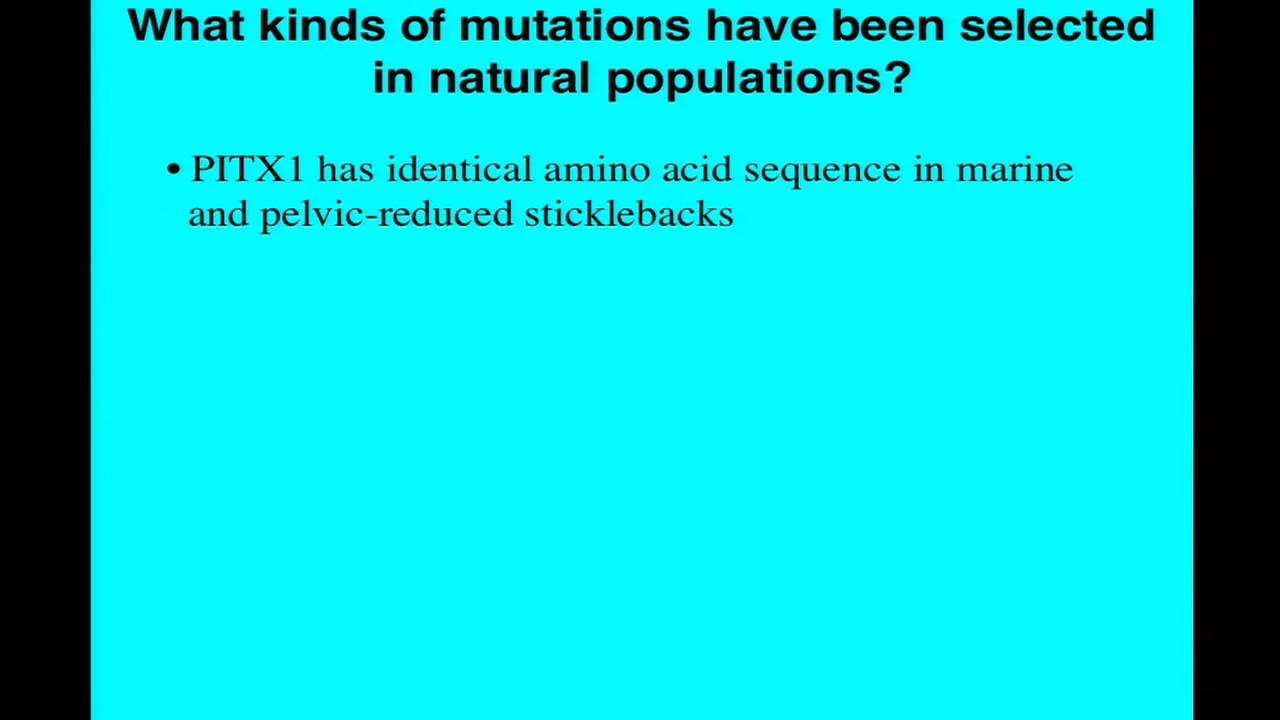 What kinds of mutations have been selected
in natural populations?
• PITX1 has identical amino acid sequence in marine
and pelvic-reduced sticklebacks